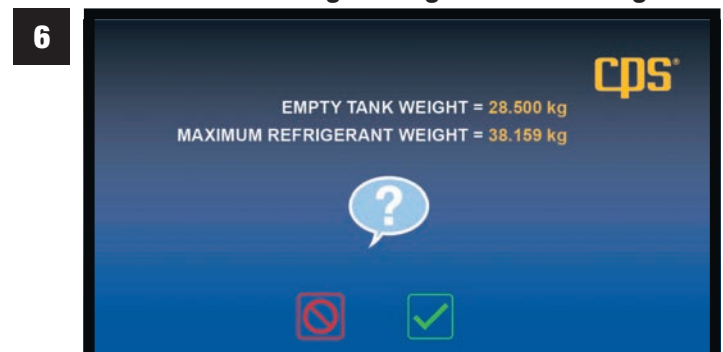 6
cps®
EMPTY TANK WEIGHT = 28.500 kg
MAXIMUM REFRIGERANT WEIGHT = 38.159 kg
?